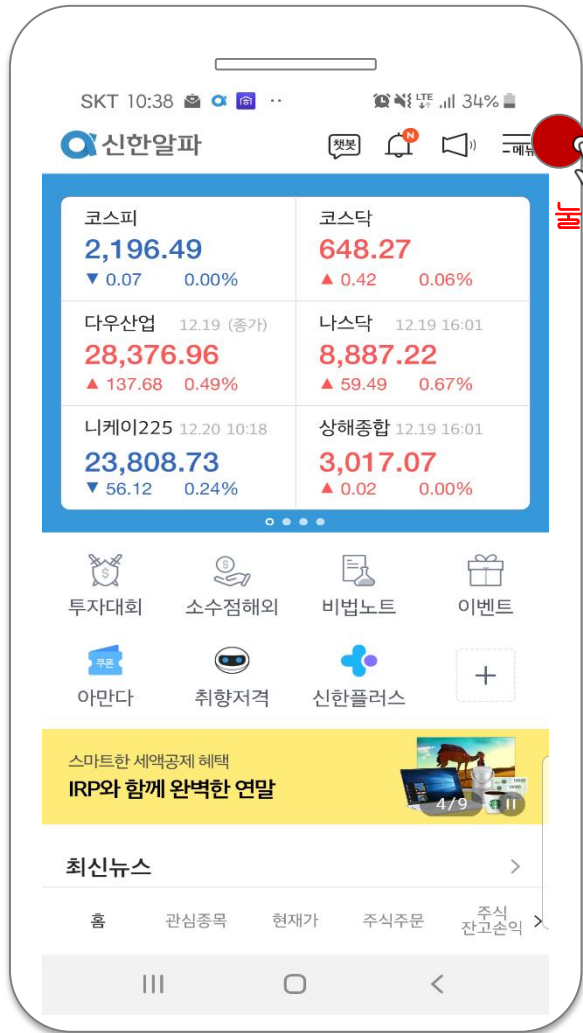 SKT 10:38
LTE 34%
신한알파
챗봇
N
메뉴
눌
코스피
코스닥
2,196.49
648.27
▼ 0.07 0.00%
▲ 0.42 0.06%
다우산업 12.19 (종가)
나스닥 12.19 16:01
28,376.96
8,887.22
▲ 137.68 0.49%
▲ 59.49 0.67%
니케이225 12.20 10:18
상해종합 12.19 16:01
23,808.73
3,017.07
▼ 56.12 0.24%
▲ 0.02 0.00%
투자대회 소수점해외 비법노트 이벤트
쿠폰
아만다 취향저격 신한플러스
+
스마트한 세액공제 혜택
IRP와 함께 완벽한 연말
4/9
최신뉴스 >
홈 관심종목 현재가 주식주문 주식
잔고손익 >